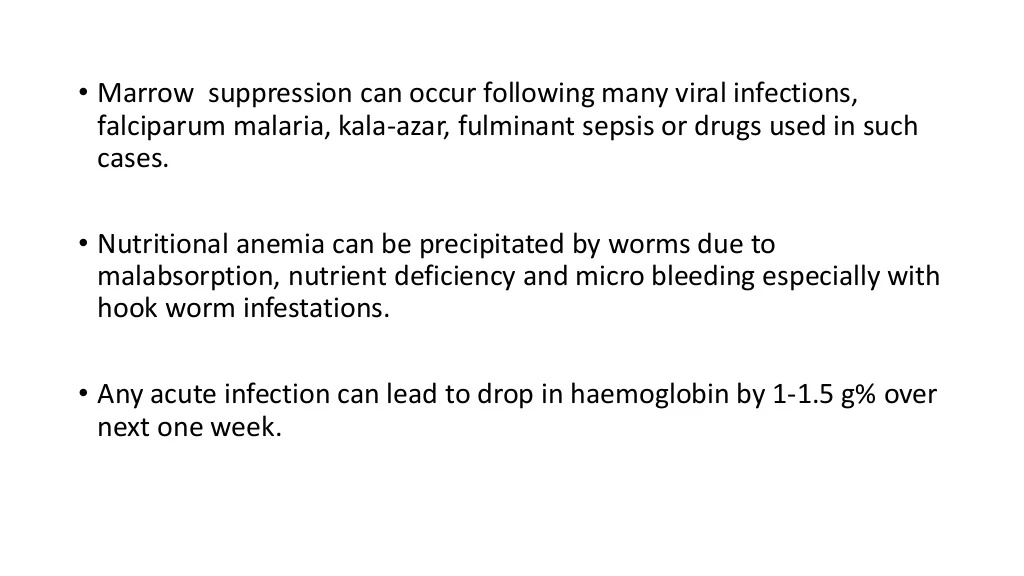 • Marrow  suppression can occur following many viral infections,
falciparum malaria, kala-azar, fulminant sepsis or drugs used in such
cases.
• Nutritional anemia can be precipitated by worms due to
malabsorption, nutrient deficiency and micro bleeding especially with
hook worm infestations.
• Any acute infection can lead to drop in haemoglobin by 1-1.5 g% over
next one week.